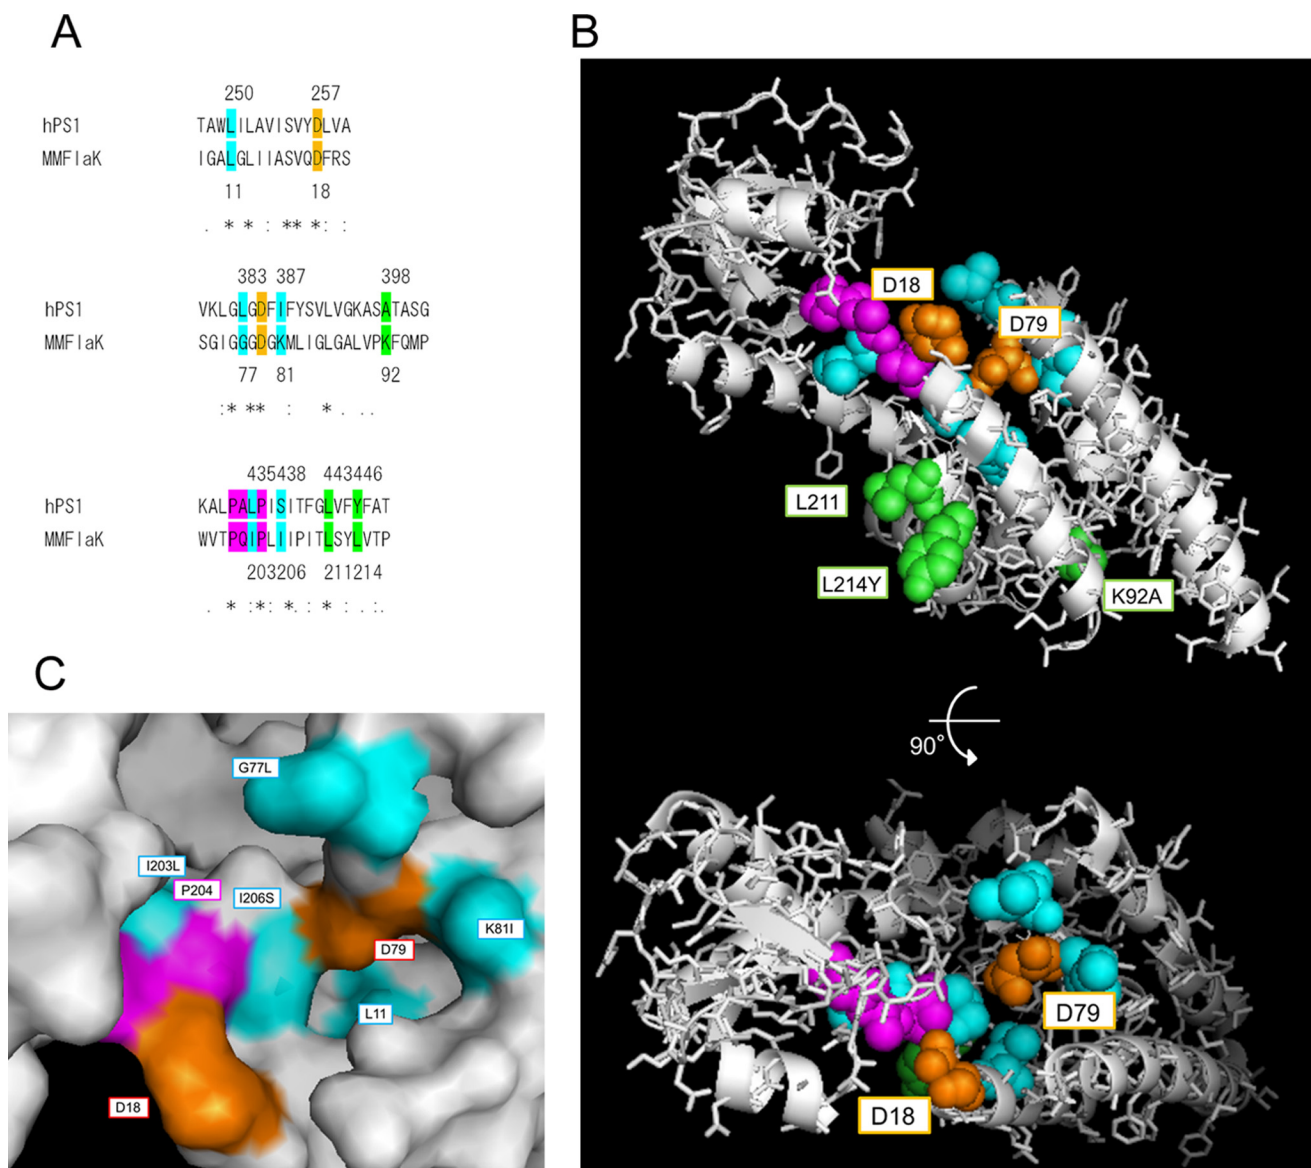 A
250 257
hPS1 TAWLILAVISVYDLVA
MMFlaK IGALGLIIASVQDFRS
11 18
. * * : ** *: :
383 387 398
hPS1 VKLGLGDFIFYSVLVGKASATASG
MMFlaK SGIGGGDGKMLIGLGALVPKFQMP
77 81 92
:* ** : * . ..
435438 443446
hPS1 KALPALPISITFGLVFYFAT
MMFlaK WVTPQIPLIIPITLSYLVTP
203206 211214
. * :*: *: * : .:.
B
D18
D79
L211
L214Y
K92A
90°
D79
D18
C
G77L
I203L
P204
I206S
K81I
D79
L11
D18